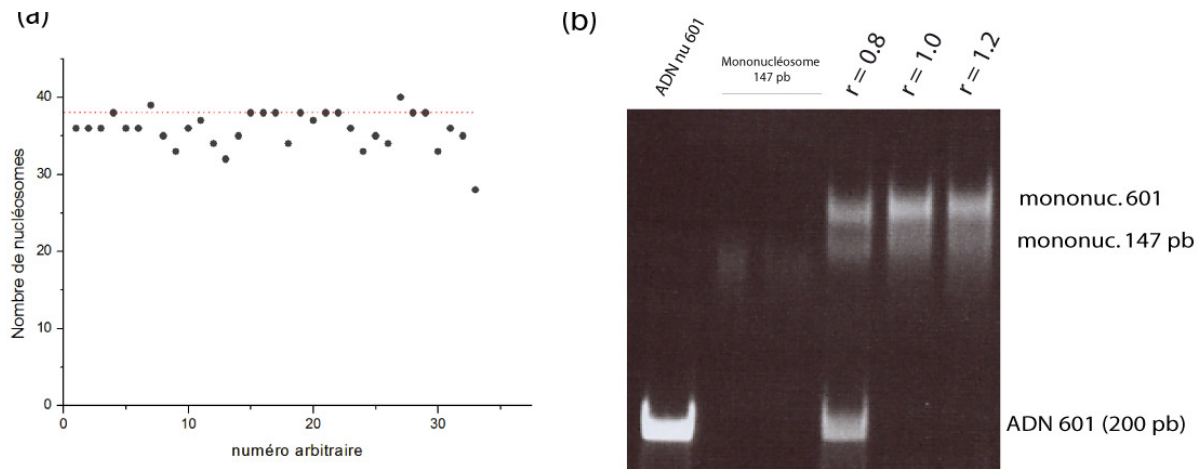 (a)
Nombre de nucléosomes
40
30
20
10
0
0
10
20
30
numéro arbitraire
(b)
ADN nu 601
Mononucléosome
147 pb
r = 0.8
r = 1.0
r = 1.2
mononuc. 601
mononuc. 147 pb
ADN 601 (200 pb)